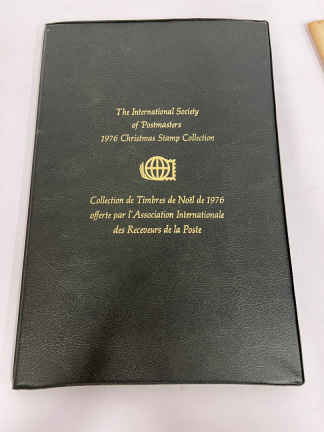 The International Society
of Postmasters
1976 Christmas Stamp Collection
Collection de Timbres de Noël de 1976
offerte par l'Association Internationale
des Receveurs de la Poste